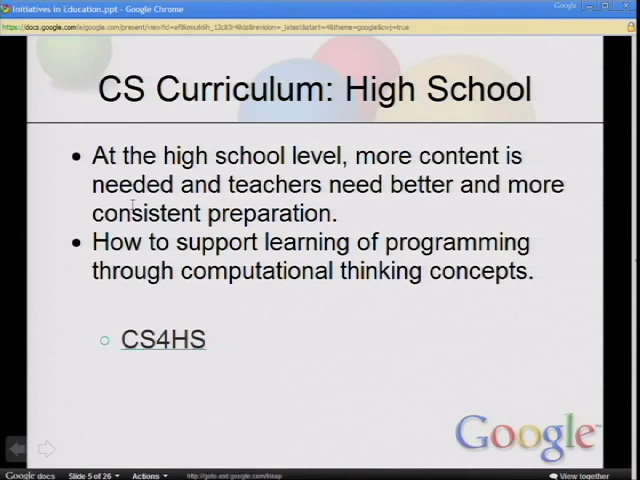 Initiatives in Education.ppt - Google Chrome
Google
CS Curriculum: High School
At the high school level, more content is
needed and teachers need better and more
consistent preparation.
How to support learning of programming
through computational thinking concepts.
CS4HS
Google
Google docs Slide 5 of 26 Actions View together